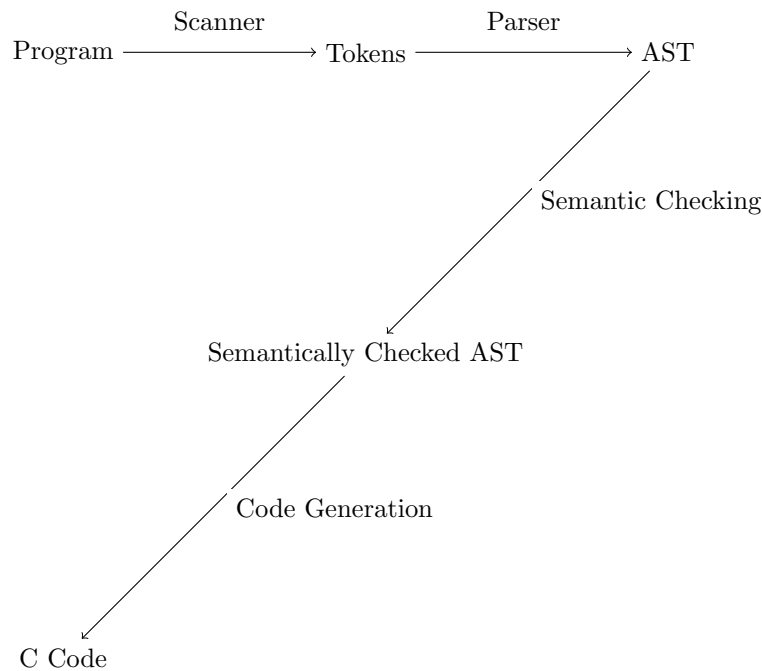 Scanner
Parser
Program
Tokens
AST
Semantic Checking
Semantically Checked AST
Code Generation
C Code